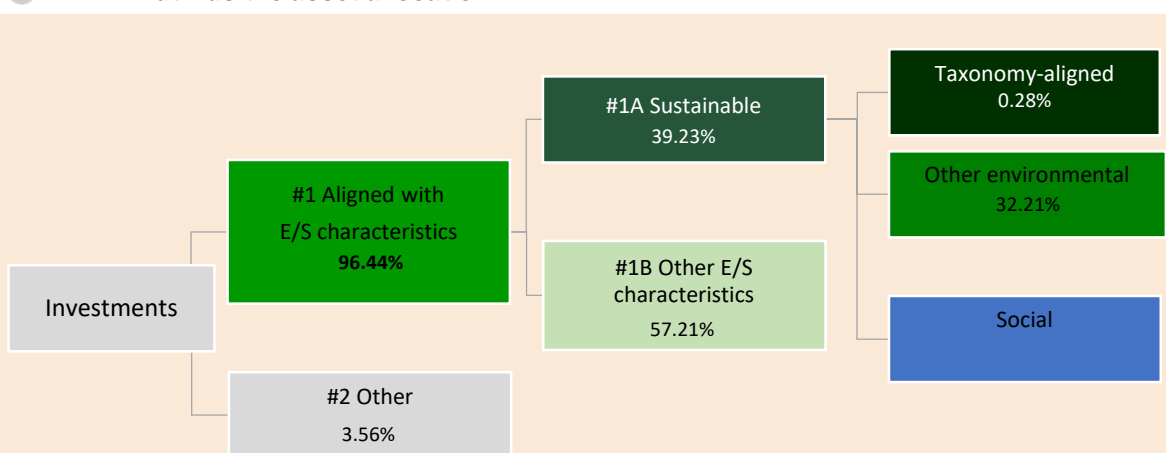 Taxonomy-aligned
0.28%
#1A Sustainable
39.23%
Other environmental
32.21%
#1 Aligned with
E/S characteristics
96.44%
#1B Other E/S
characteristics
57.21%
Investments
Social
#2 Other
3.56%